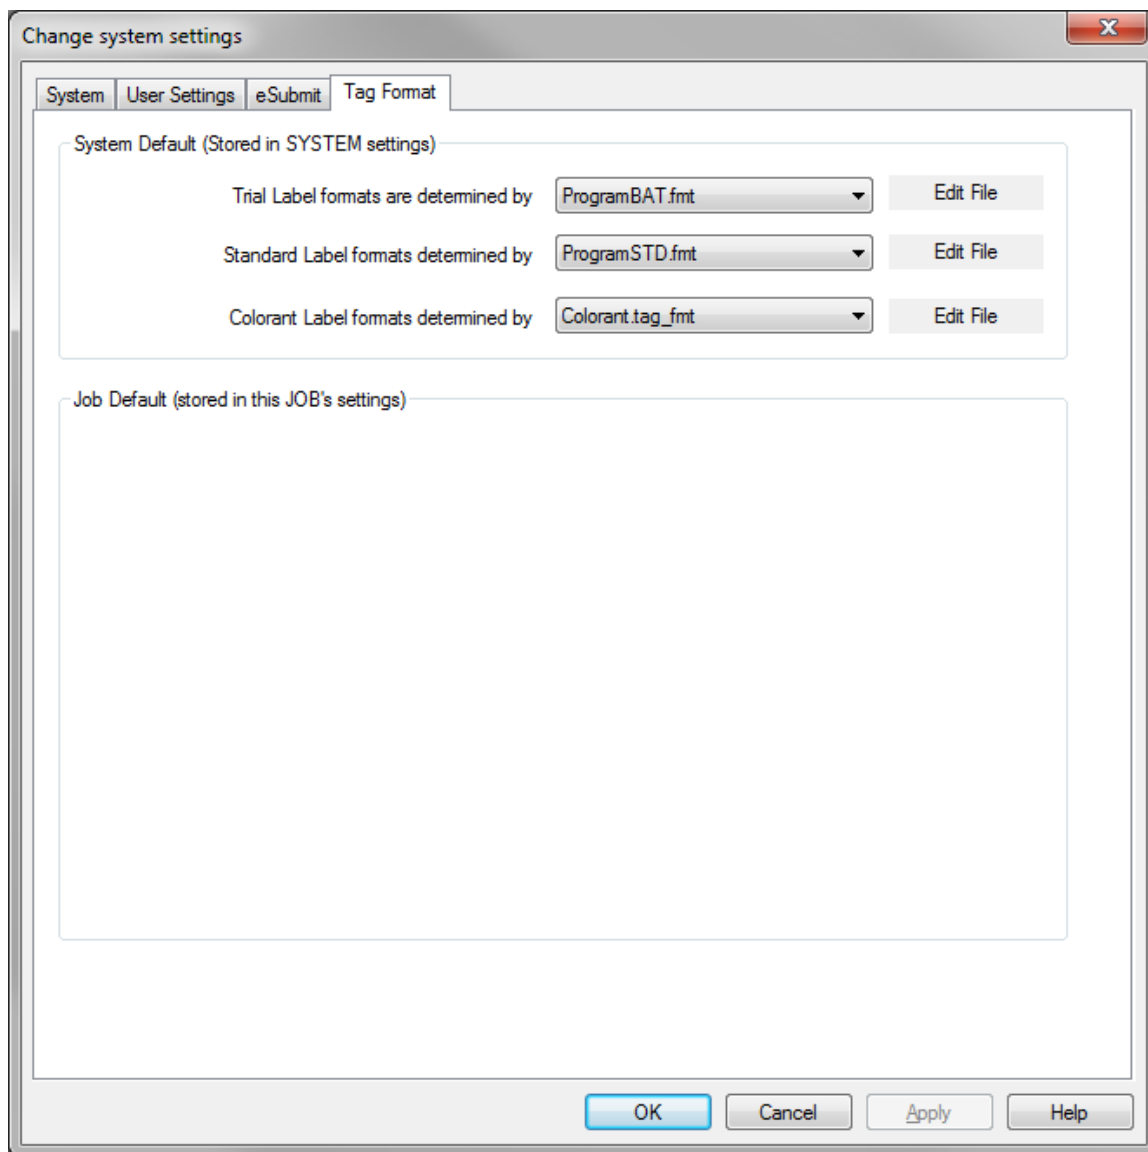 Change system settings
System User Settings eSubmit Tag Format
System Default (Stored in SYSTEM settings)
Trial Label formats are determined by ProgramBAT.fmt Edit File
Standard Label formats determined by ProgramSTD.fmt Edit File
Colorant Label formats determined by Colorant.tag_fmt Edit File
Job Default (stored in this JOB's settings)
OK Cancel Apply Help